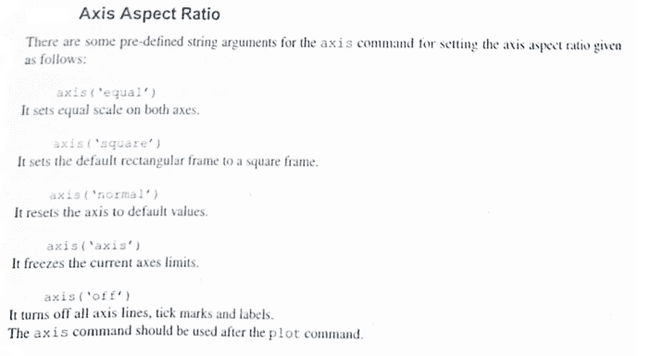 Axis Aspect Ratio
There are some pre-defined string arguments for the axis command for setting the axis aspect ratio given
as follows:
axis('equal')
It sets equal scale on both axes.
axis('square')
It sets the default rectangular frame to a square frame.
axis('normal')
It resets the axis to default values.
axis('axis')
It freezes the current axes limits.
axis('off')
It turns off all axis lines, tick marks and labels.
The axis command should be used after the plot command.